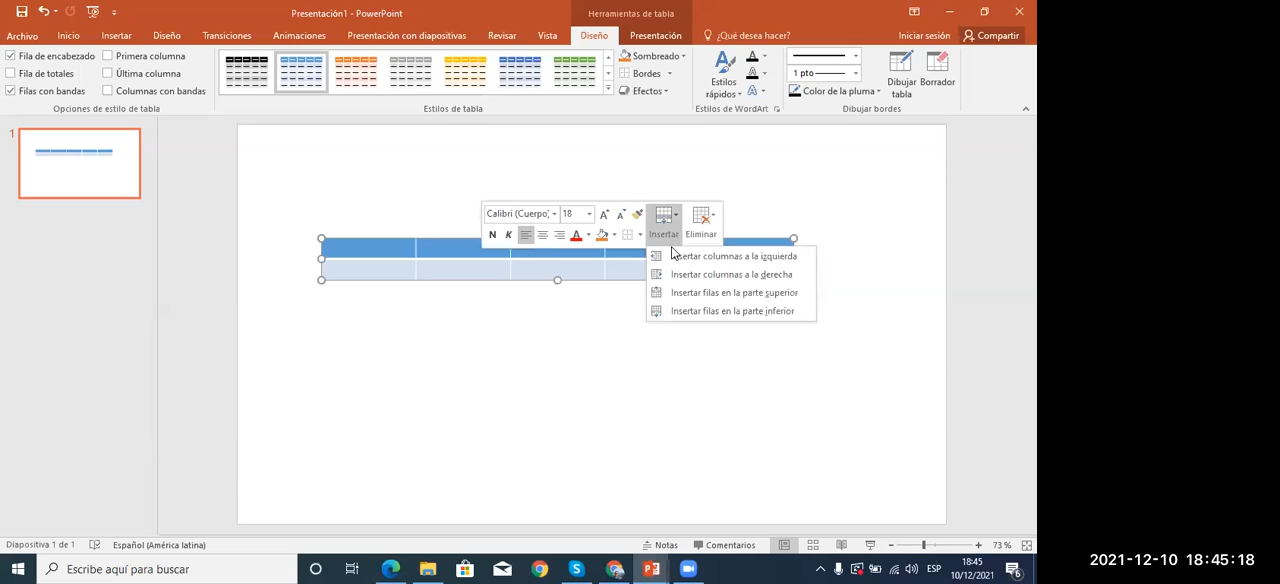 Presentación1 - PowerPoint
Herramientas de tabla
Archivo Inicio Insertar Diseño Transiciones Animaciones Presentación con diapositivas Revisar Vista Diseño Presentación ¿Qué desea hacer? Iniciar sesión Compartir
Fila de encabezado Primera columna
Fila de totales Última columna
Filas con bandas Columnas con bandas
Opciones de estilo de tabla
Estilos de tabla
Sombreado
Bordes
Efectos
Estilos
rápidos
Estilos de WordArt
1 pto
Color de la pluma
Dibujar
tabla
Borrador
Dibujar bordes
1
Calibri (Cuerpo) 18
N K A
Insertar Eliminar
Insertar columnas a la izquierda
Insertar columnas a la derecha
Insertar filas en la parte superior
Insertar filas en la parte inferior
Diapositiva 1 de 1 Español (América latina) Notas Comentarios 73 %
Escribe aquí para buscar
ESP
18:45
10/12/2021
6
2021-12-10 18:45:18